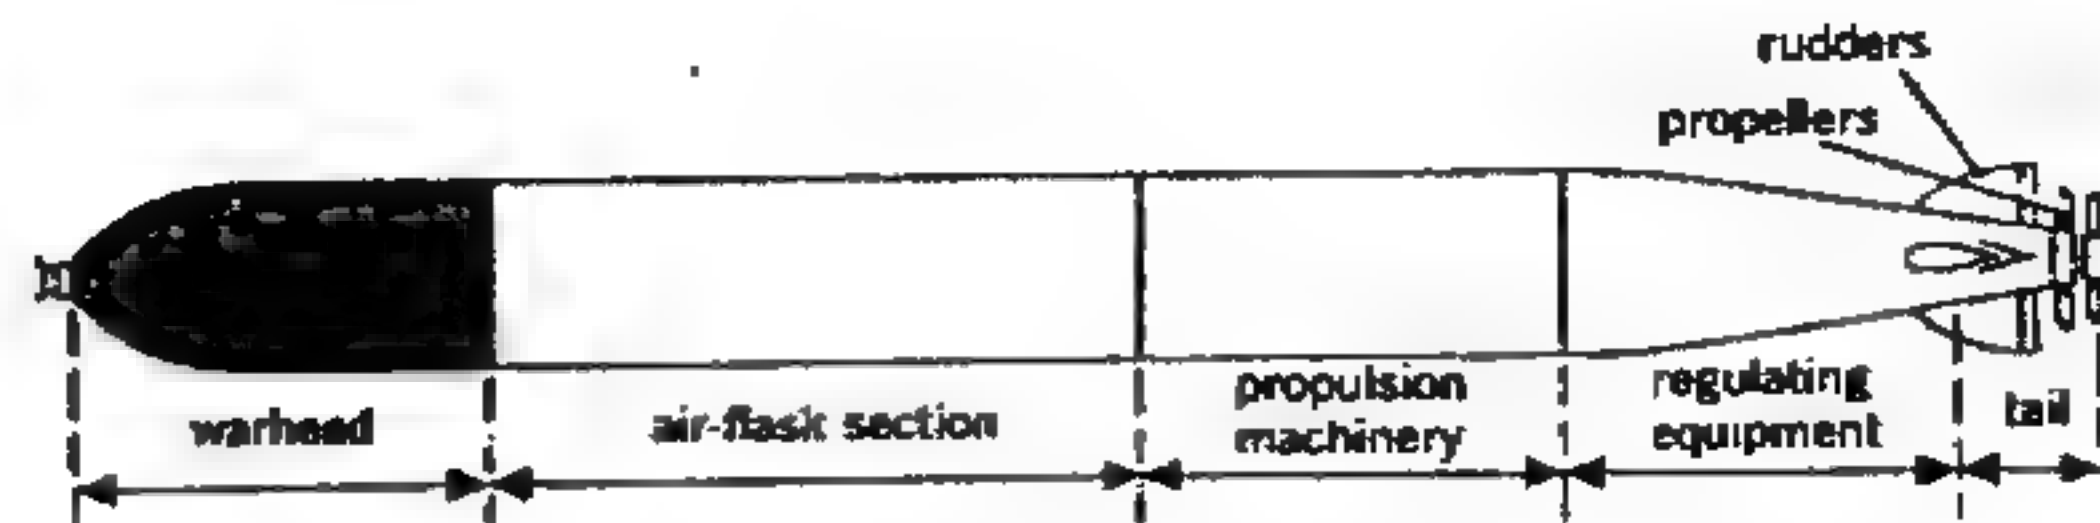 rudders
propellers
warhead
air-flask section
propulsion
machinery
regulating
equipment
tail